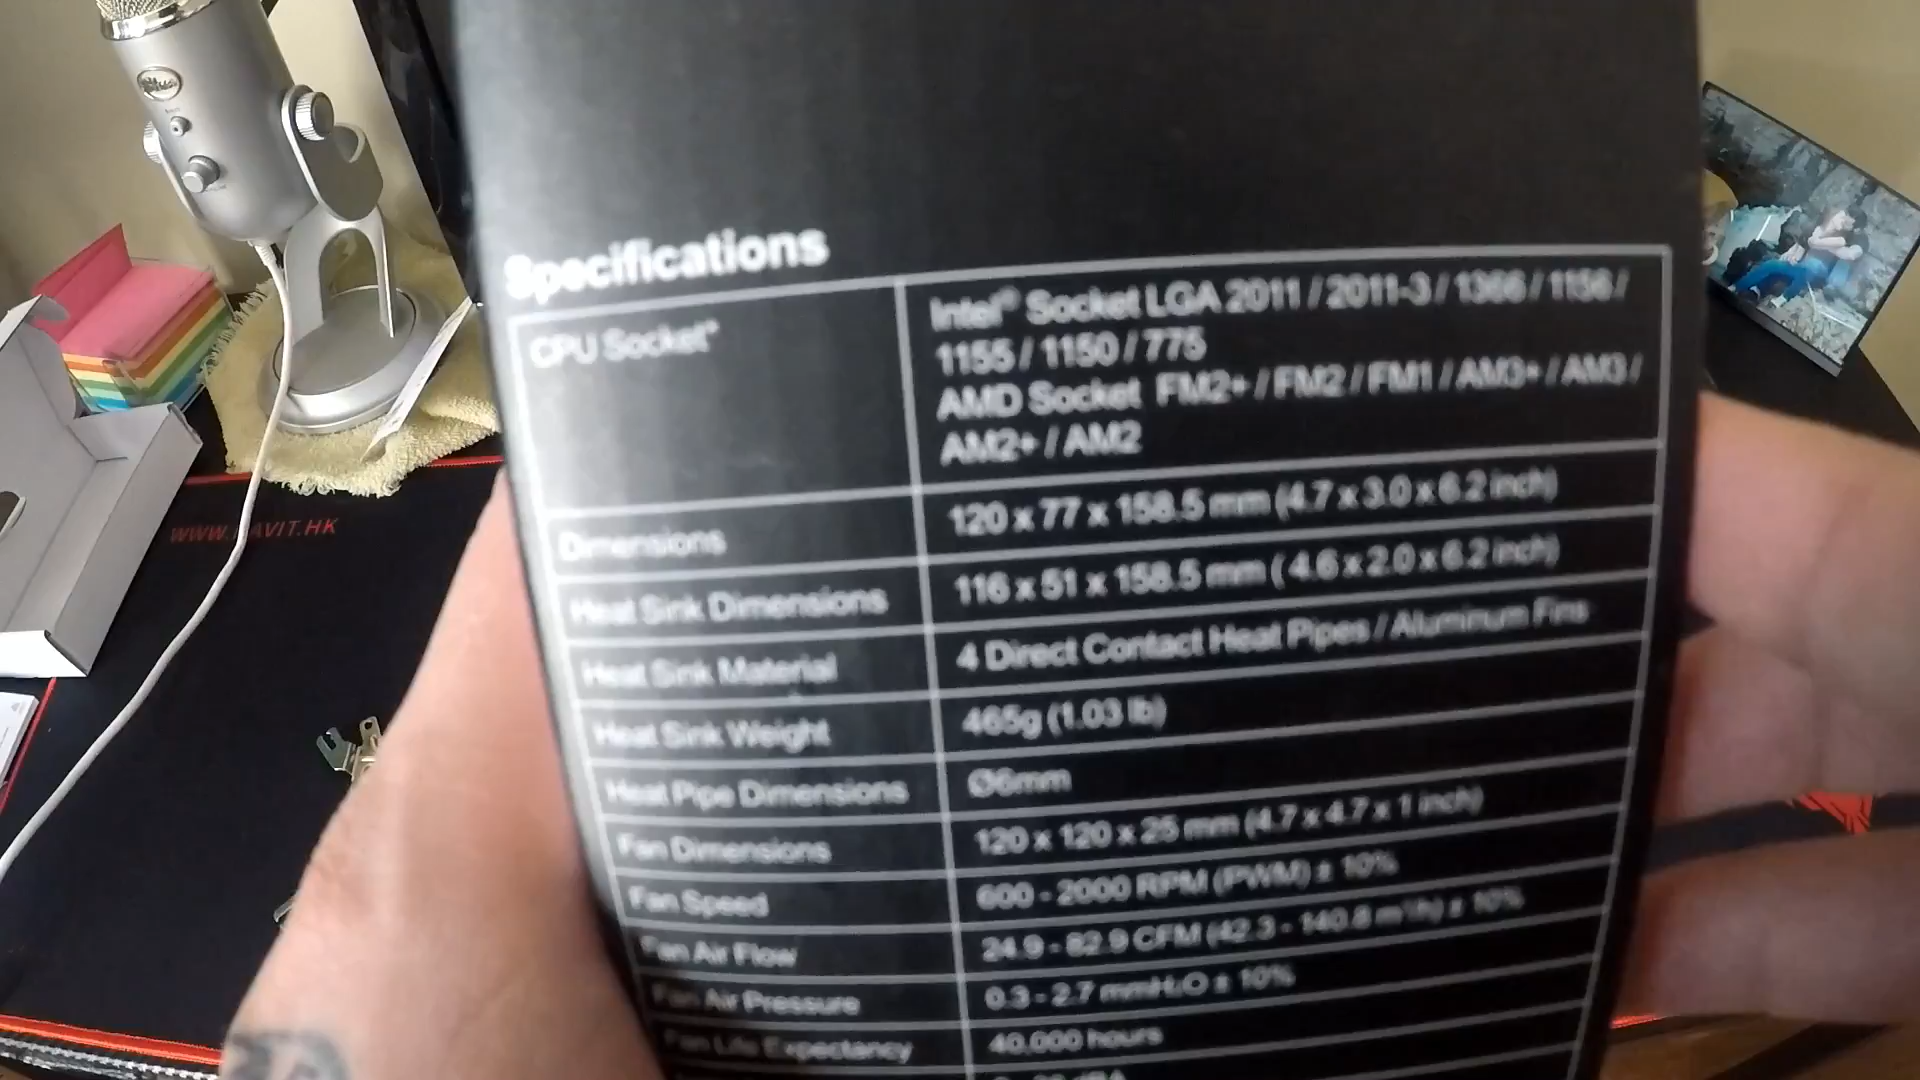 blue
WWW.HAVIT.HK
Specifications
CPU Socket*
Intel® Socket LGA 2011 / 2011-3 / 1366 / 1156 /
1155 / 1150 / 775
AMD Socket FM2+ / FM2 / FM1 / AM3+ / AM3 /
AM2+ / AM2
Dimensions
120 x 77 x 158.5 mm (4.7 x 3.0 x 6.2 inch)
Heat Sink Dimensions
116 x 51 x 158.5 mm ( 4.6 x 2.0 x 6.2 inch)
Heat Sink Material
4 Direct Contact Heat Pipes / Aluminum Fins
Heat Sink Weight
465g (1.03 lb)
Heat Pipe Dimensions
Ø6mm
Fan Dimensions
120 x 120 x 25 mm (4.7 x 4.7 x 1 inch)
Fan Speed
600 - 2000 RPM (PWM) ± 10%
Fan Air Flow
24.9 - 82.9 CFM (42.3 - 140.8 m³/h) ± 10%
Fan Air Pressure
0.3 - 2.7 mmH₂O ± 10%
Fan Life Expectancy
40,000 hours